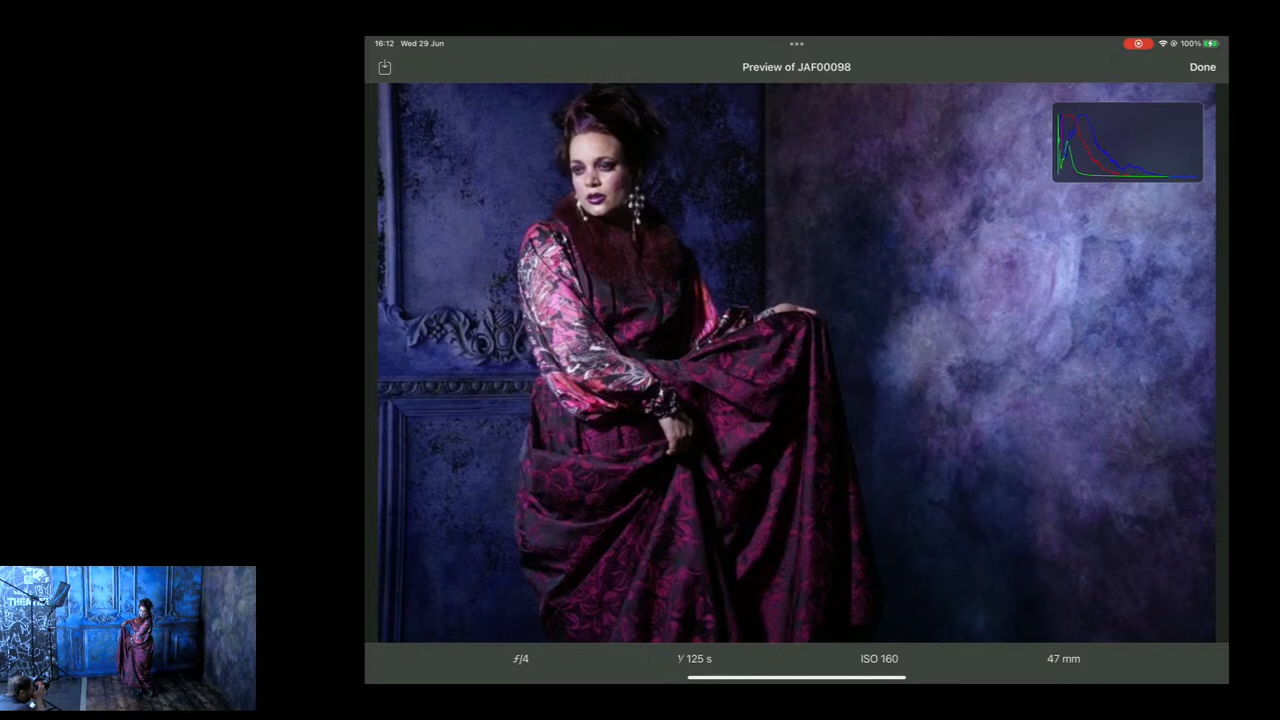 16:12 Wed 29 Jun
100%
Preview of JAF00098
Done
ƒ/4
1/125 s
ISO 160
47 mm